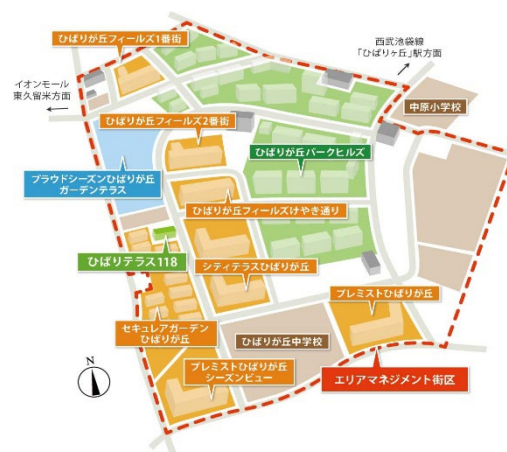 ひばりが丘フィールズ1番街
西武池袋線
「ひばりヶ丘」駅方面
イオンモール
東久留米方面
中原小学校
ひばりが丘フィールズ2番街
ひばりが丘パークヒルズ
プラウドシーズンひばりが丘
ガーデンテラス
ひばりが丘フィールズけやき通り
ひばりテラス118
シティテラスひばりが丘
プレミストひばりが丘
セキュレアガーデン
ひばりが丘
ひばりが丘中学校
プレミストひばりが丘
シーズンビュー
エリアマネジメント街区
N